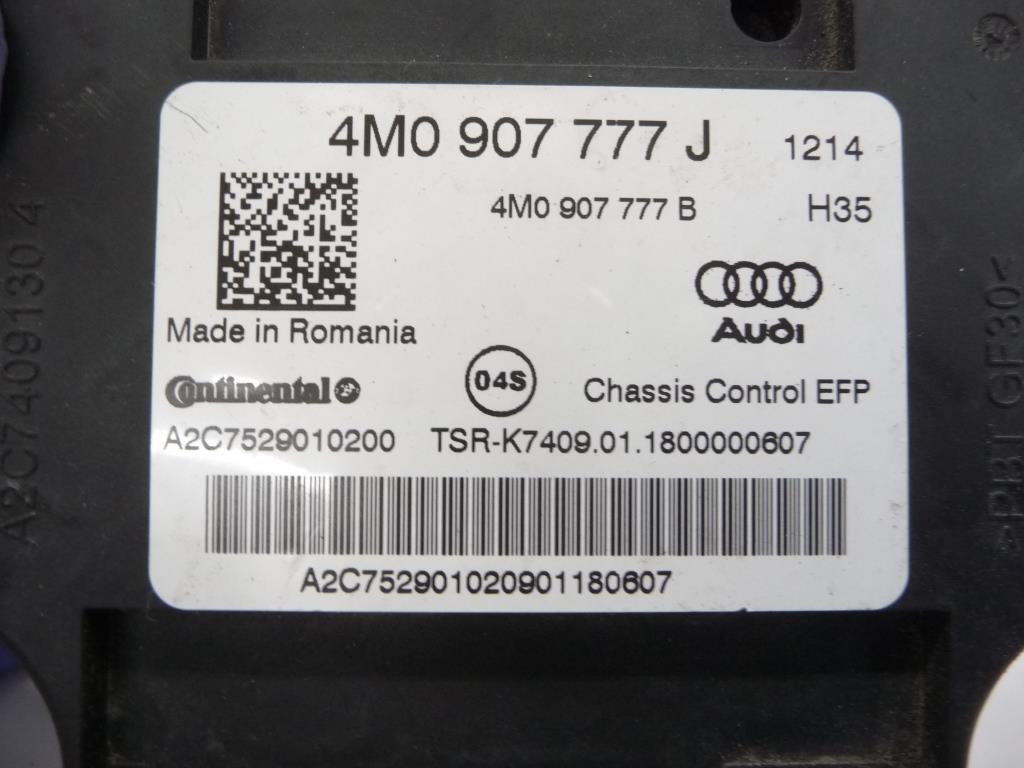 4M0 907 777 J 1214
4M0 907 777 B H35
Audi
Made in Romania
Continental
04S
Chassis Control EFP
A2C7529010200 TSR-K7409.01.1800000607
A2C752901020901180607
A2C74091304
>PBT GF30<